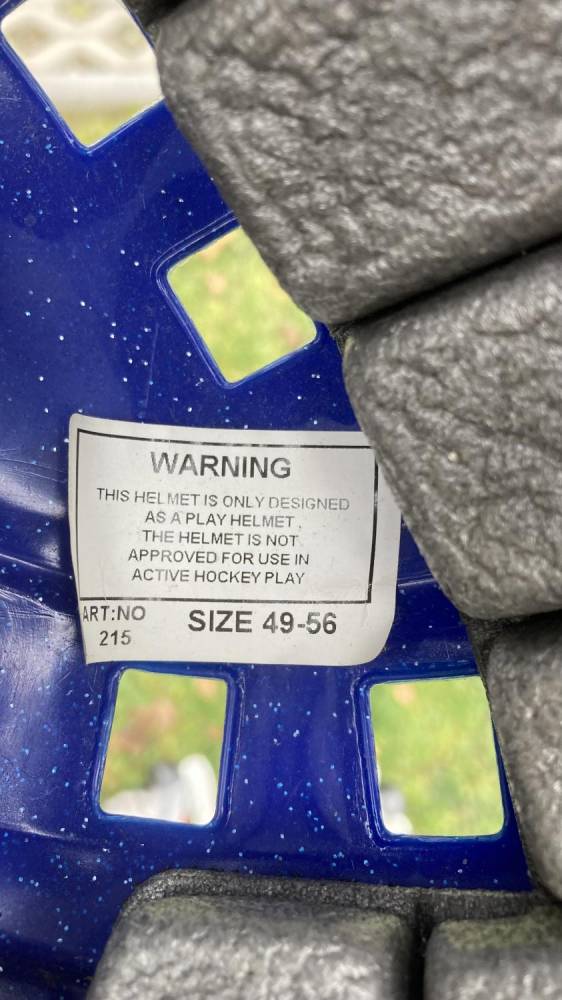 WARNING
THIS HELMET IS ONLY DESIGNED
AS A PLAY HELMET.
THE HELMET IS NOT
APPROVED FOR USE IN
ACTIVE HOCKEY PLAY
ART:NO
215
SIZE 49-56